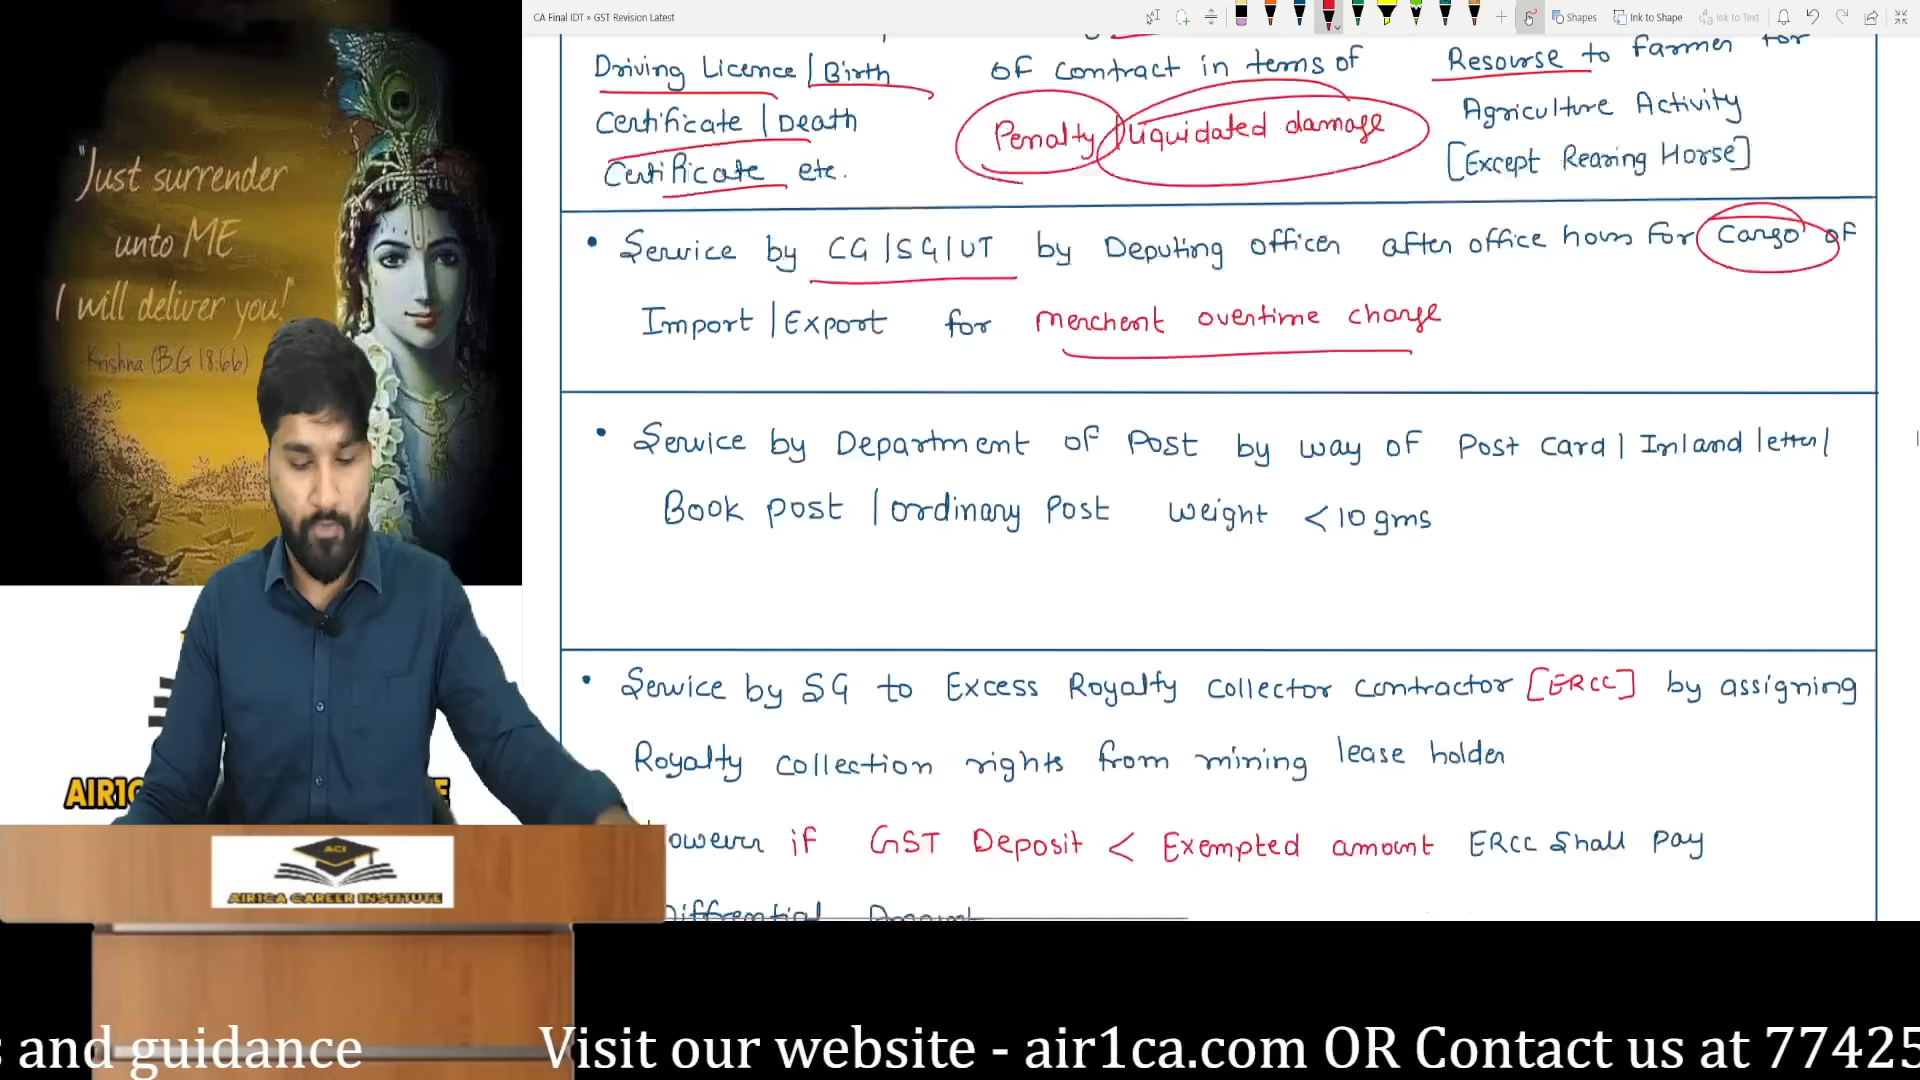 CA Final IDT » GST Revision Latest
Shapes
Ink to Shape
Ink to Text
"Just surrender
unto ME
I will deliver you!"
-Krishna (B.G 18:66)
Driving Licence | Birth
Certificate | Death
Certificate etc.
of contract in terms of
Penalty | liquidated damage
Resourse to farmer for
Agriculture Activity
[Except Rearing Horse]
• Service by CG | SG | UT by Deputing officer after office hours for Cargo of
Import | Export for merchent overtime charge
• Service by Department of Post by way of Post card | Inland letter |
Book post | ordinary Post weight < 10 gms
• Service by SG to Excess Royalty collector contractor [ERCC] by assigning
Royalty collection rights from mining lease holder
owever if GST Deposit < Exempted amount ERCC shall pay
Differential Amount
AIR1C
E
ACI
AIR1CA CAREER INSTITUTE
s and guidance Visit our website - air1ca.com OR Contact us at 77425